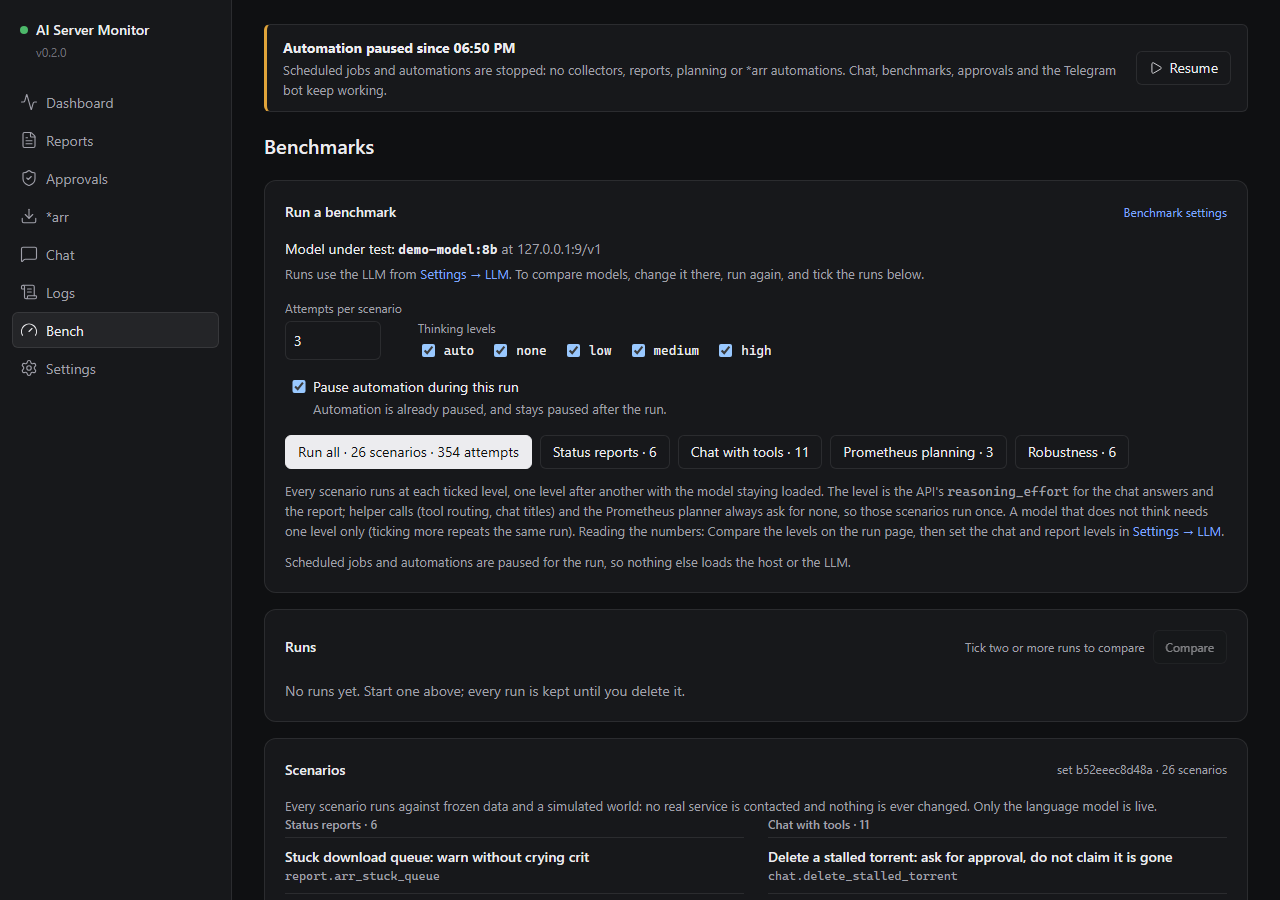 AI Server Monitor
v0.2.0
Dashboard
Reports
Approvals
*arr
Chat
Logs
Bench
Settings
Automation paused since 06:50 PM
Scheduled jobs and automations are stopped: no collectors, reports, planning or *arr automations. Chat, benchmarks, approvals and the Telegram
bot keep working.
Resume
Benchmarks
Run a benchmark
Benchmark settings
Model under test: demo-model:8b at 127.0.0.1:9/v1
Runs use the LLM from Settings → LLM. To compare models, change it there, run again, and tick the runs below.
Attempts per scenario
3
Thinking levels
auto none low medium high
Pause automation during this run
Automation is already paused, and stays paused after the run.
Run all · 26 scenarios · 354 attempts
Status reports · 6
Chat with tools · 11
Prometheus planning · 3
Robustness · 6
Every scenario runs at each ticked level, one level after another with the model staying loaded. The level is the API's reasoning_effort for the chat answers and
the report; helper calls (tool routing, chat titles) and the Prometheus planner always ask for none, so those scenarios run once. A model that does not think needs
one level only (ticking more repeats the same run). Reading the numbers: Compare the levels on the run page, then set the chat and report levels in Settings → LLM.
Scheduled jobs and automations are paused for the run, so nothing else loads the host or the LLM.
Runs
Tick two or more runs to compare
Compare
No runs yet. Start one above; every run is kept until you delete it.
Scenarios
set b52eeec8d48a · 26 scenarios
Every scenario runs against frozen data and a simulated world: no real service is contacted and nothing is ever changed. Only the language model is live.
Status reports · 6
Stuck download queue: warn without crying crit
report.arr_stuck_queue
Chat with tools · 11
Delete a stalled torrent: ask for approval, do not claim it is gone
chat.delete_stalled_torrent